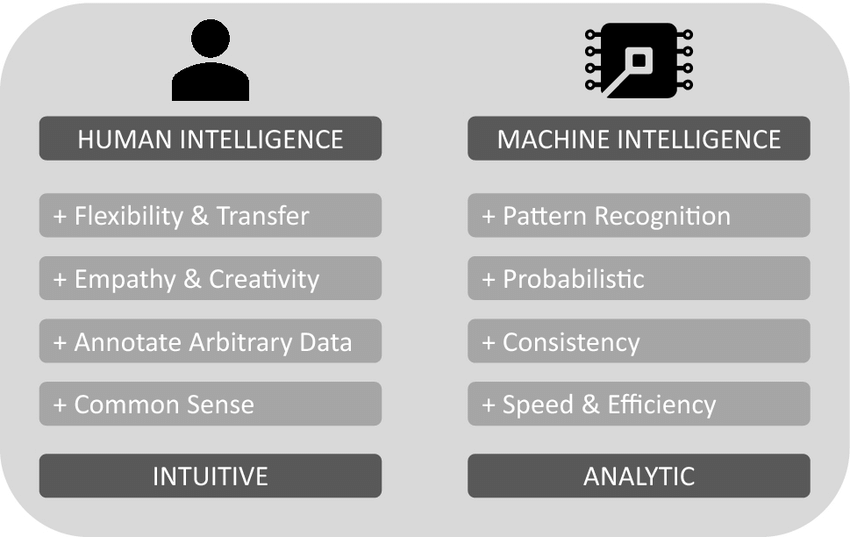 HUMAN INTELLIGENCE
+ Flexibility & Transfer
+ Empathy & Creativity
+ Annotate Arbitrary Data
+ Common Sense
INTUITIVE
MACHINE INTELLIGENCE
+ Pattern Recognition
+ Probabilistic
+ Consistency
+ Speed & Efficiency
ANALYTIC